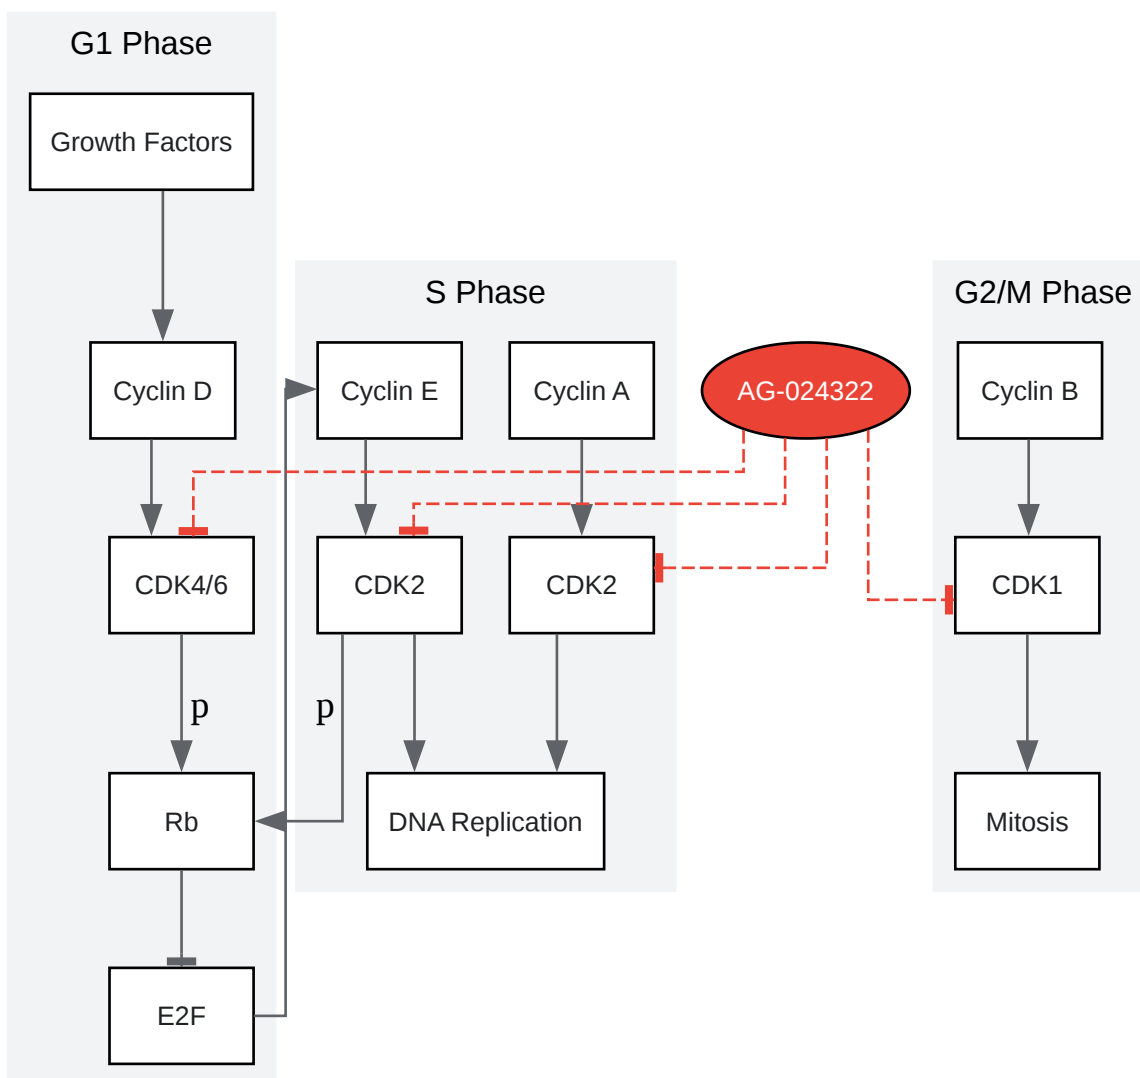 G1 Phase
Growth Factors
S Phase
G2/M Phase
Cyclin D
Cyclin E
Cyclin A
AG-024322
Cyclin B
CDK4/6
CDK2
CDK2
CDK1
p
p
Rb
DNA Replication
Mitosis
E2F